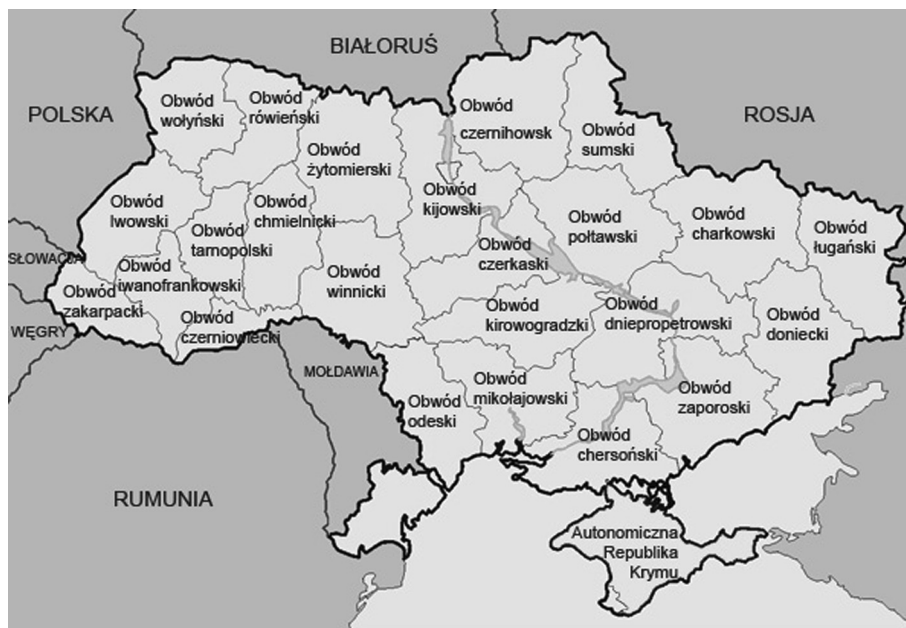 BIAŁORUŚ
POLSKA
ROSJA
Obwód
wołyński
Obwód
rówieński
Obwód
czernihowsk
Obwód
sumski
Obwód
żytomierski
Obwód
kijowski
Obwód
lwowski
Obwód
chmielnicki
Obwód
tarnopolski
Obwód
połtawski
Obwód
charkowski
Obwód
ługański
Obwód
czerkaski
SŁOWACJA
Obwód
iwanofrankowski
Obwód
zakarpacki
Obwód
winnicki
Obwód
kirowogradzki
Obwód
dniepropetrowski
Obwód
doniecki
WĘGRY
Obwód
czerniowiecki
MOŁDAWIA
Obwód
odeski
Obwód
mikołajowski
Obwód
zaporoski
Obwód
chersoński
RUMUNIA
Autonomiczna
Republika
Krymu